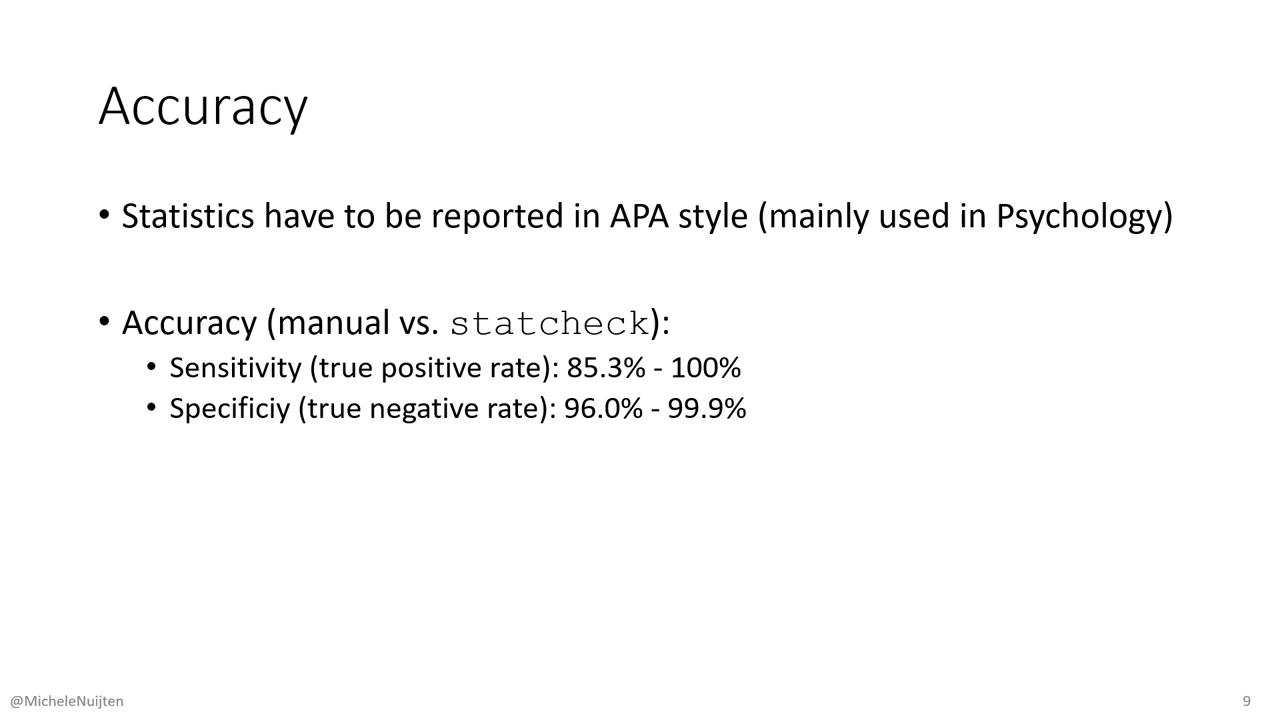 Accuracy
• Statistics have to be reported in APA style (mainly used in Psychology)
• Accuracy (manual vs. statcheck):
• Sensitivity (true positive rate): 85.3% - 100%
• Specificiy (true negative rate): 96.0% - 99.9%
@MicheleNuijten
9